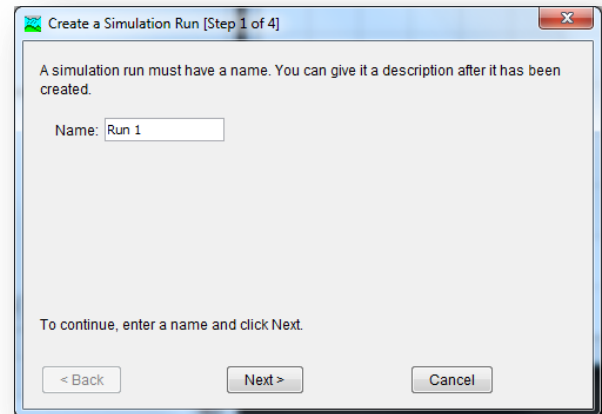 Create a Simulation Run [Step 1 of 4]
A simulation run must have a name. You can give it a description after it has been
created.
Name: Run 1
To continue, enter a name and click Next.
< Back Next > Cancel